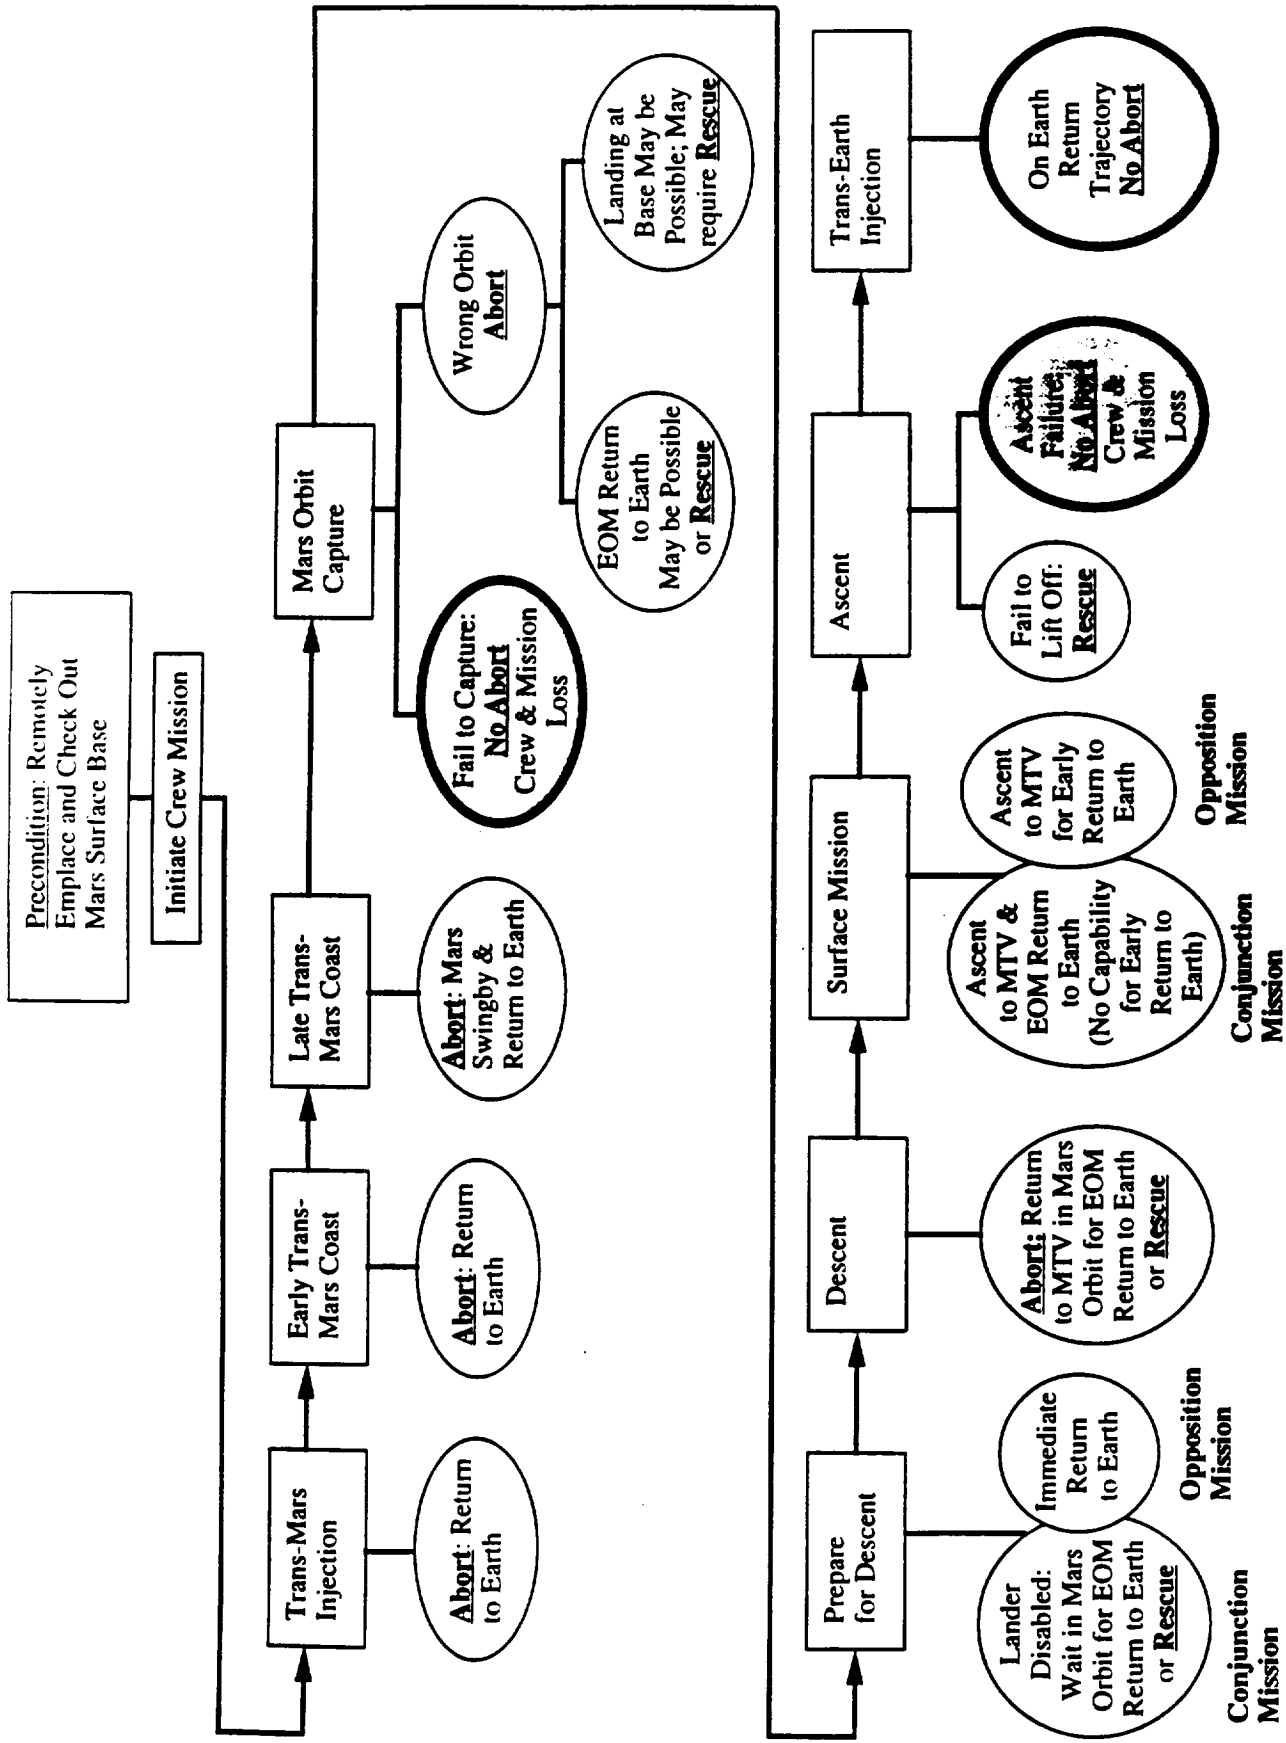 Precondition: Remotely
Emplace and Check Out
Mars Surface Base
Initiate Crew Mission
Trans-Mars
Injection
Early Trans-
Mars Coast
Late Trans-
Mars Coast
Mars Orbit
Capture
Abort: Return
to Earth
Abort: Return
to Earth
Abort: Mars
Swingby &
Return to Earth
Fail to Capture:
No Abort
Crew & Mission
Loss
Wrong Orbit
Abort
EOM Return
to Earth
May be Possible
or Rescue
Landing at
Base May be
Possible; May
require Rescue
Prepare
for Descent
Descent
Surface Mission
Ascent
Trans-Earth
Injection
Lander
Disabled:
Wait in Mars
Orbit for EOM
Return to Earth
or Rescue
Conjunction
Mission
Immediate
Return
to Earth
Opposition
Mission
Abort: Return
to MTV in Mars
Orbit for EOM
Return to Earth
or Rescue
Ascent
to MTV &
EOM Return
to Earth
(No Capability
for Early
Return to
Earth)
Conjunction
Mission
Ascent
to MTV
for Early
Return to
Earth
Opposition
Mission
Fail to
Lift Off:
Rescue
Ascent
Failure:
No Abort
Crew &
Mission
Loss
On Earth
Return
Trajectory
No Abort